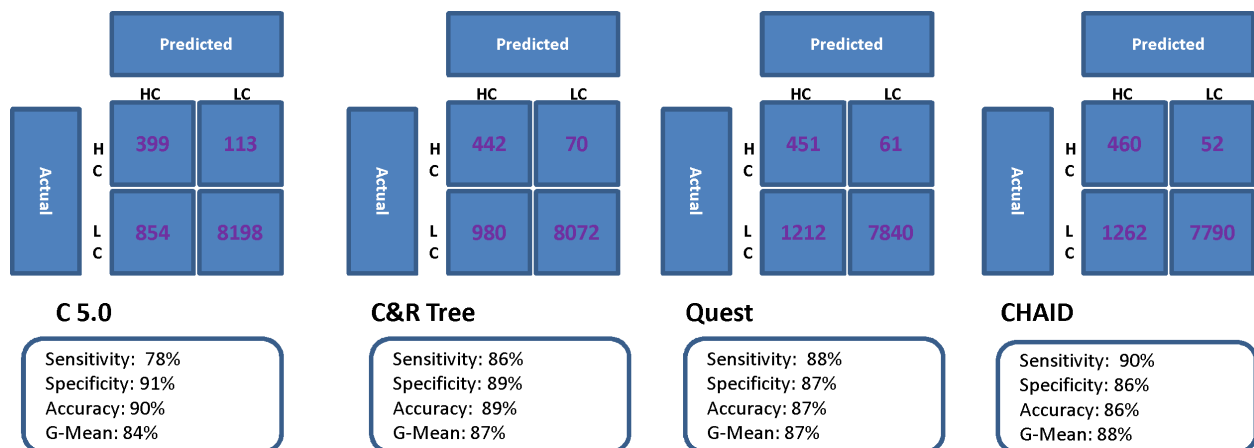 Predicted
HC LC
Actual
H
C
399 113
L
C
854 8198
C 5.0
Sensitivity: 78%
Specificity: 91%
Accuracy: 90%
G-Mean: 84%
Predicted
HC LC
Actual
H
C
442 70
L
C
980 8072
C&R Tree
Sensitivity: 86%
Specificity: 89%
Accuracy: 89%
G-Mean: 87%
Predicted
HC LC
Actual
H
C
451 61
L
C
1212 7840
Quest
Sensitivity: 88%
Specificity: 87%
Accuracy: 87%
G-Mean: 87%
Predicted
HC LC
Actual
H
C
460 52
L
C
1262 7790
CHAID
Sensitivity: 90%
Specificity: 86%
Accuracy: 86%
G-Mean: 88%